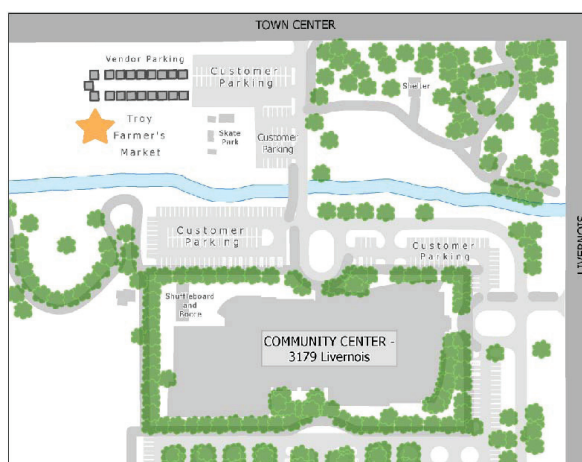 TOWN CENTER
Vendor Parking
Customer
Parking
Shelter
Troy
Farmer's
Market
Skate
Park
Customer
Parking
Customer
Parking
Customer
Parking
LIVERNOIS
Shuffleboard
and
Bocce
COMMUNITY CENTER -
3179 Livernois